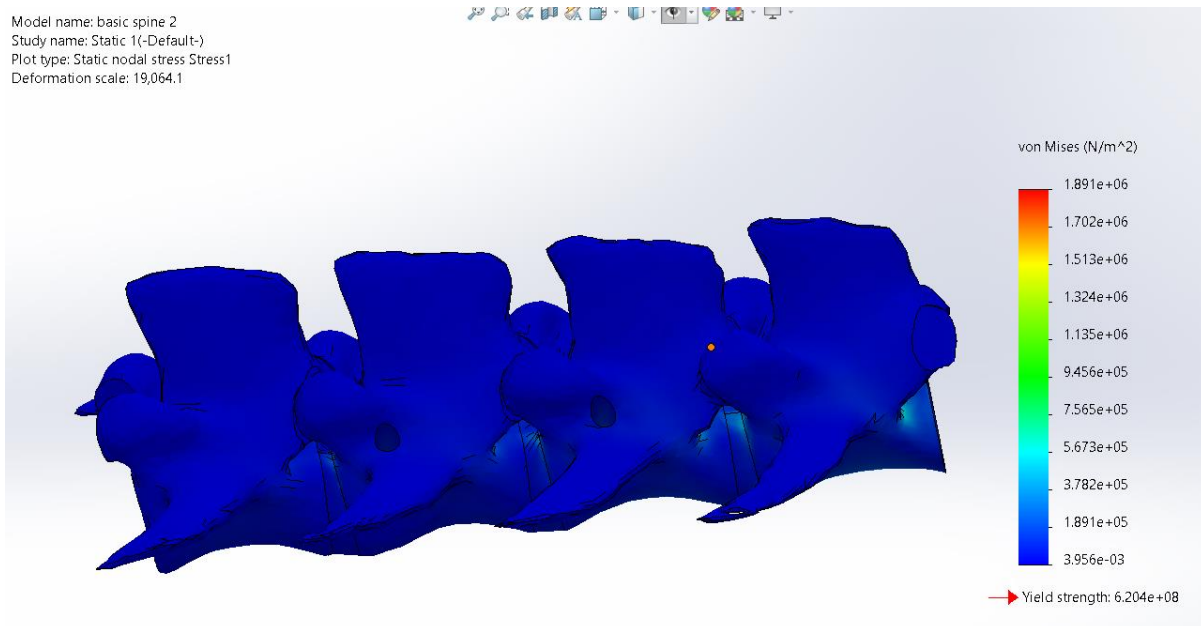 Model name: basic spine 2
Study name: Static 1(-Default-)
Plot type: Static nodal stress Stress1
Deformation scale: 19,064.1
von Mises (N/m^2)
1.891e+06
1.702e+06
1.513e+06
1.324e+06
1.135e+06
9.456e+05
7.565e+05
5.673e+05
3.782e+05
1.891e+05
3.956e-03
Yield strength: 6.204e+08